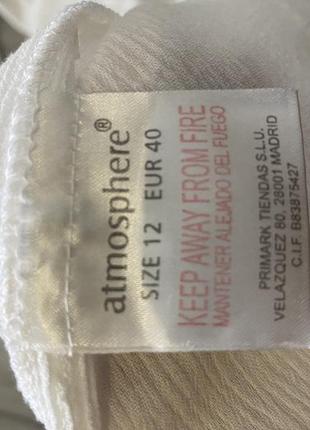 atmosphere®
SIZE 12 EUR 40
KEEP AWAY FROM FIRE
MANTENER ALEJADO DEL FUEGO
PRIMARK TIENDAS S.L.U.
VELAZQUEZ 80, 28001 MADRID
C.I.F. B83875427